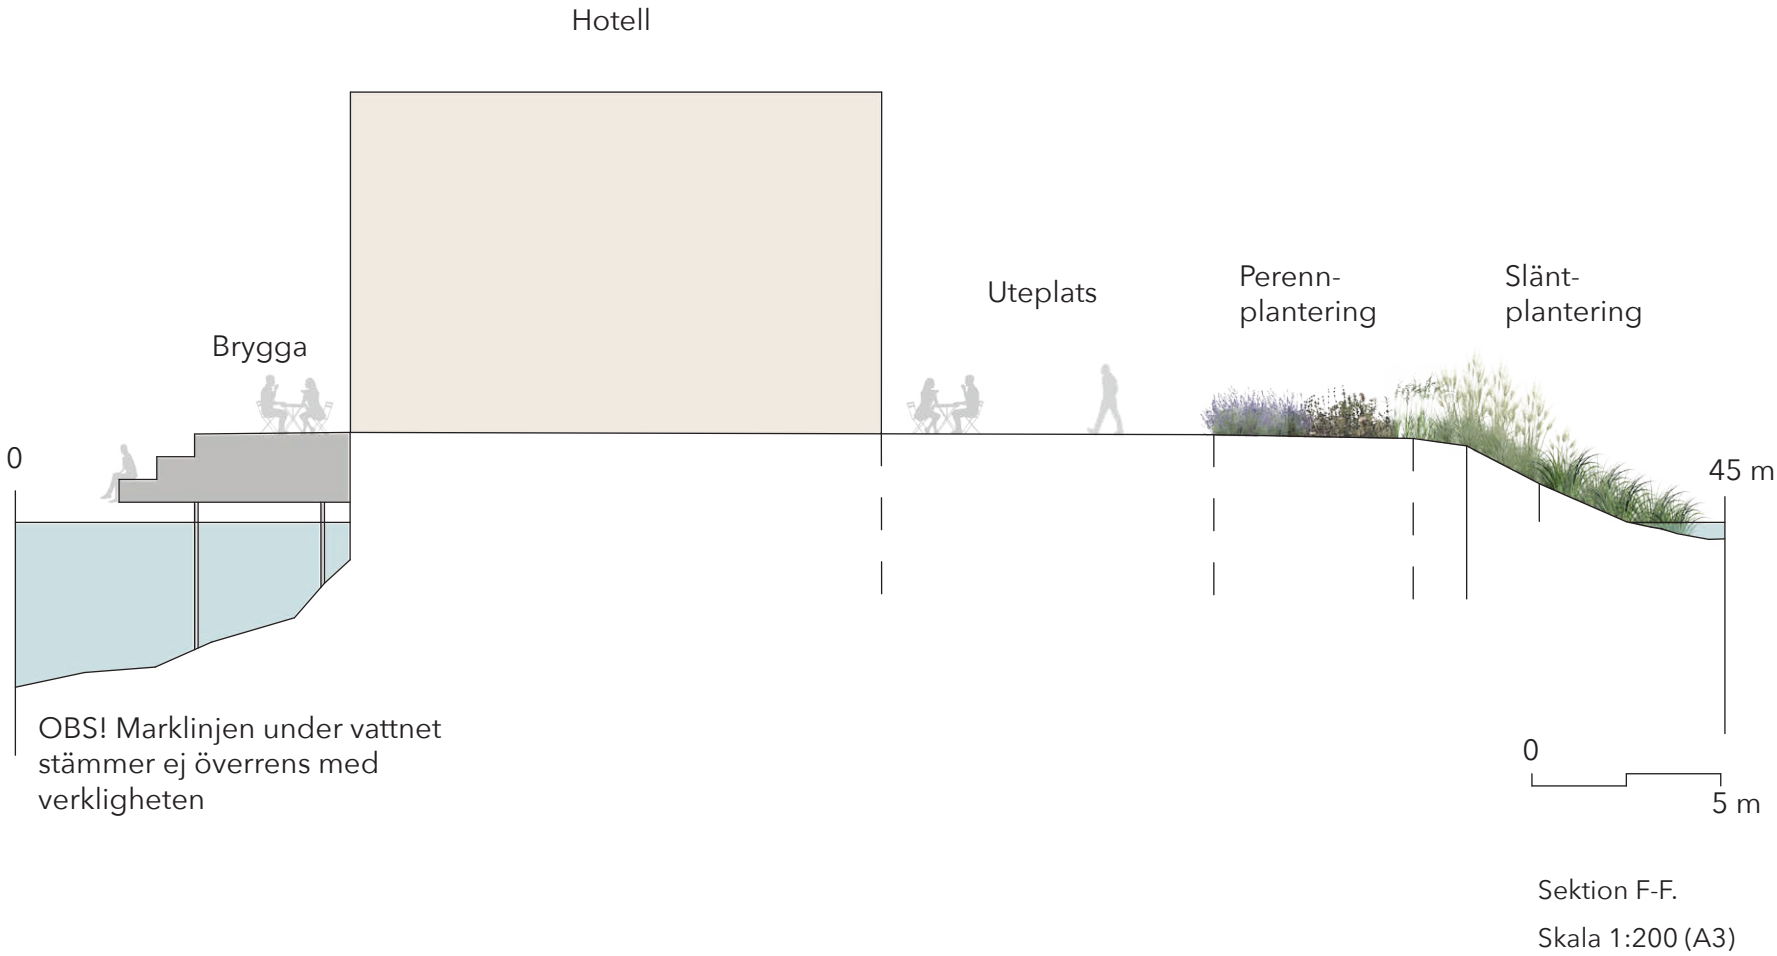 Hotell
Uteplats
Perenn-
plantering
Slänt-
plantering
Brygga
0
45 m
OBS! Marklinjen under vattnet
stämmer ej överrens med
verkligheten
0
5 m
Sektion F-F.
Skala 1:200 (A3)